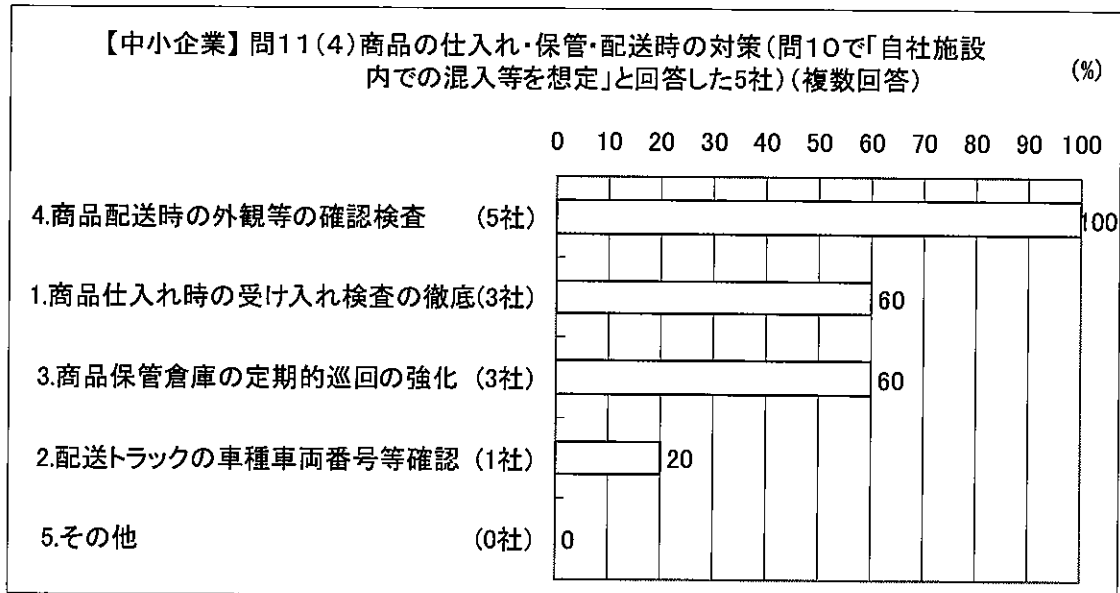 【中小企業】問11(4)商品の仕入れ・保管・配送時の対策(問10で「自社施設
内での混入等を想定」と回答した5社)(複数回答)
(%)
0 10 20 30 40 50 60 70 80 90 100
4.商品配送時の外観等の確認検査 (5社) 100
1.商品仕入れ時の受け入れ検査の徹底(3社) 60
3.商品保管倉庫の定期的巡回の強化 (3社) 60
2.配送トラックの車種車両番号等確認 (1社) 20
5.その他 (0社) 0